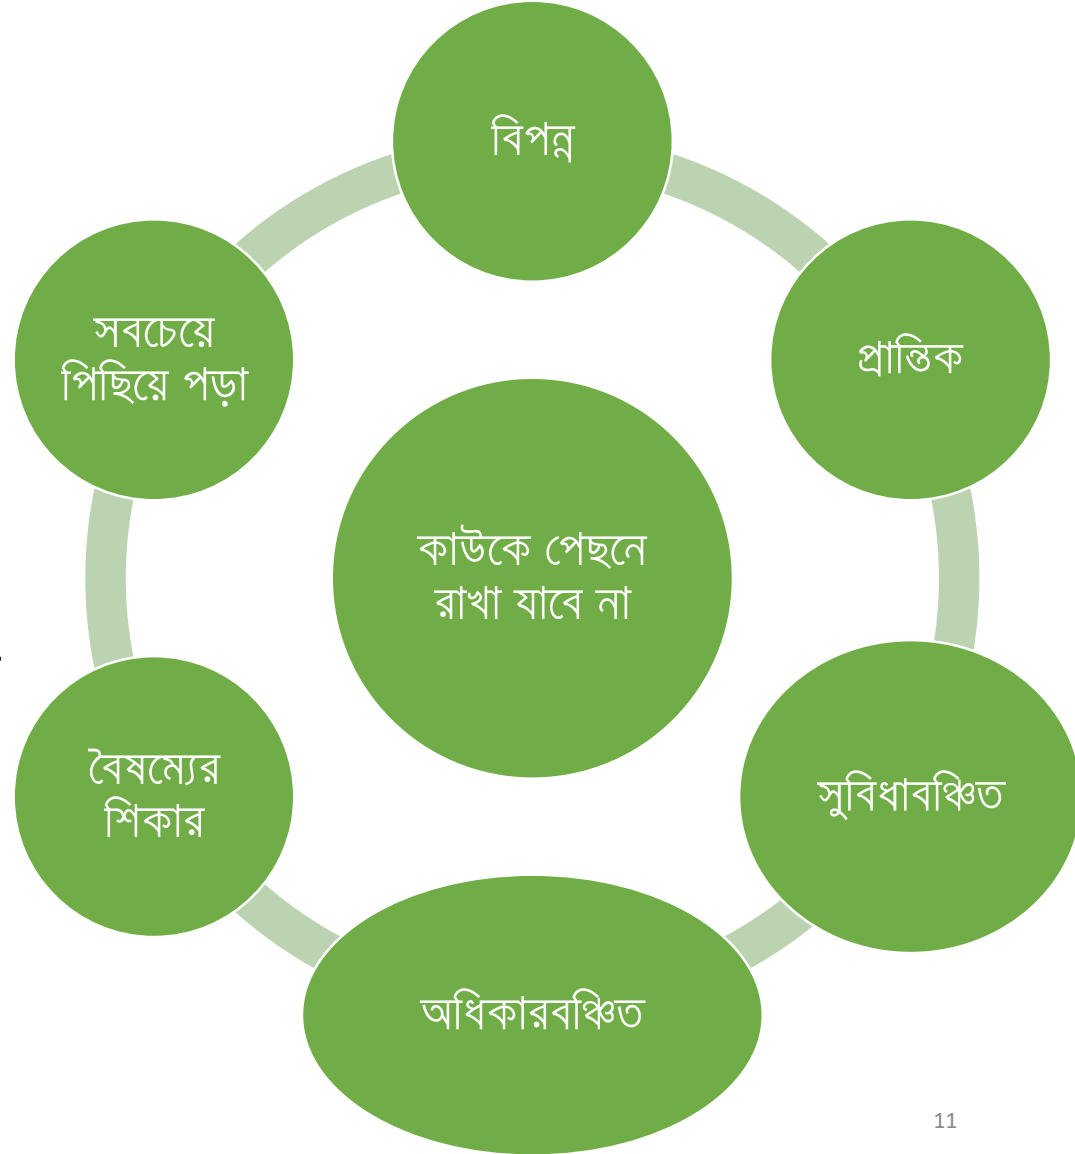 বিপন্ন
প্রান্তিক
সুবিধাবঞ্চিত
অধিকারবঞ্চিত
বৈষম্যের
শিকার
সবচেয়ে
পিছিয়ে পড়া
কাউকে পেছনে
রাখা যাবে না
11